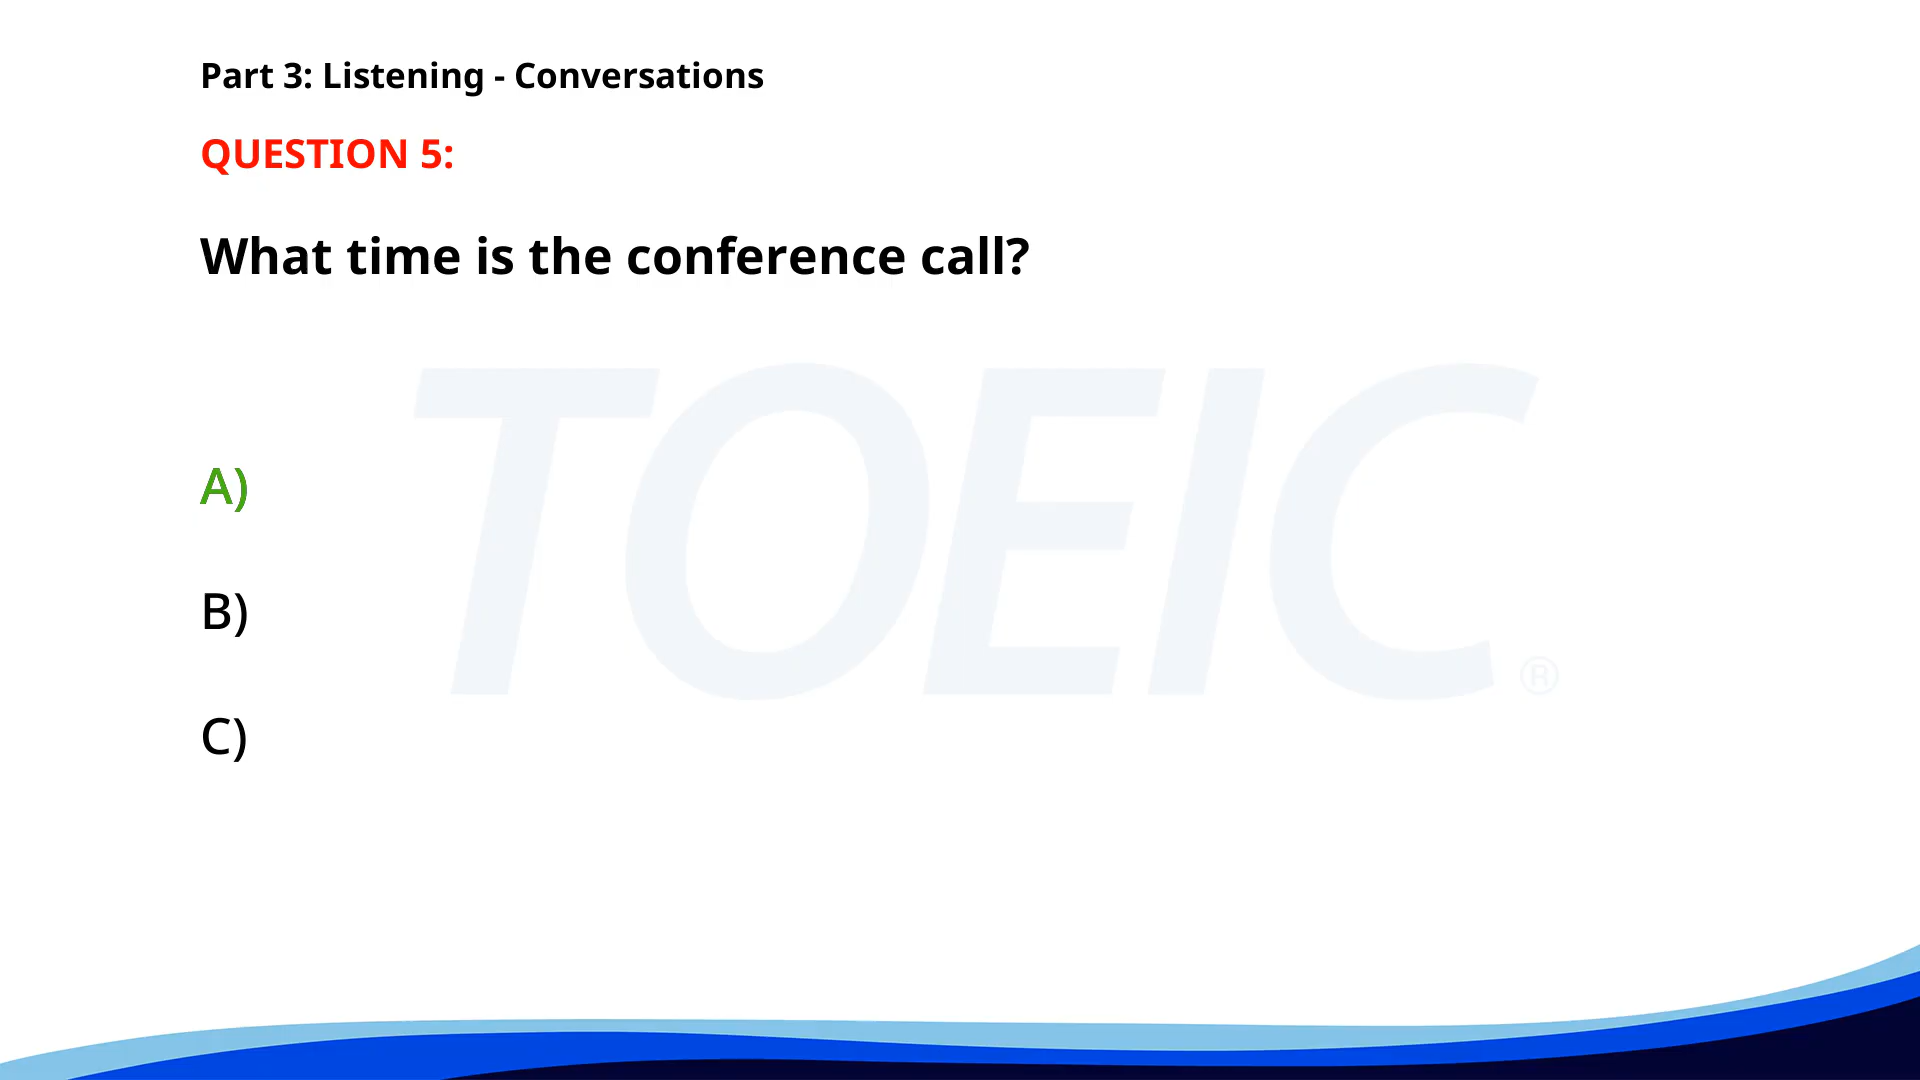 Part 3: Listening - Conversations
QUESTION 5:
What time is the conference call?
TOEIC®
A)
B)
C)